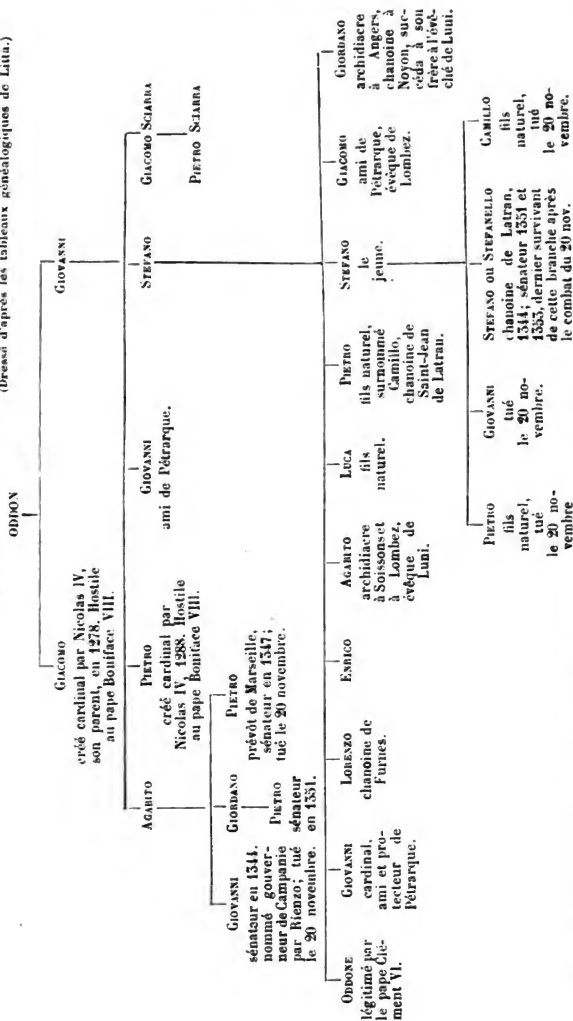 (Dressé d'après les tableaux généalogiques de Litta.)
ODDON
GIACOMO
créé cardinal par Nicolas IV,
son parent, en 1278. Hostile
au pape Boniface VIII.
GIOVANNI
AGABITO
PIETRO
créé cardinal par
Nicolas IV, 1288. Hostile
au pape Boniface VIII.
GIOVANNI
ami de Pétrarque.
STEFANO
GIACOMO SCIARRA
PIETRO SCIARRA
GIOVANNI
sénateur en 1344.
nommé gouver-
neur de Campanie
par Rienzo; tué
le 20 novembre.
GIORDANO
PIETRO
sénateur
en 1351.
PIETRO
prévôt de Marseille,
sénateur en 1347;
tué le 20 novembre.
ODDONE
légitimé par
le pape Clé-
ment VI.
GIOVANNI
cardinal,
ami et pro-
tecteur de
Pétrarque.
LORENZO
chanoine de
Furnes.
ENRICO
AGABITO
archidiacre
à Soissons et
à Lombez,
évêque de
Luni.
LUCA
fils
naturel.
PIETRO
fils naturel,
surnommé
Camillo,
chanoine de
Saint-Jean
de Latran.
STEFANO
le
jeune.
GIACOMO
ami de
Pétrarque,
évêque de
Lombez.
GIORDANO
archidiacre
à Angers,
chanoine à
Noyon, suc-
céda à son
frère à l'évê-
ché de Luni.
PIETRO
fils
naturel,
tué
le 20 no-
vembre
GIOVANNI
tué
le 20 no-
vembre.
STEFANO OU STEFANELLO
chanoine de Latran,
1344; sénateur 1351 et
1353, dernier survivant
de cette branche après
le combat du 20 nov.
CAMILLO
fils
naturel,
tué
le 20 no-
vembre.